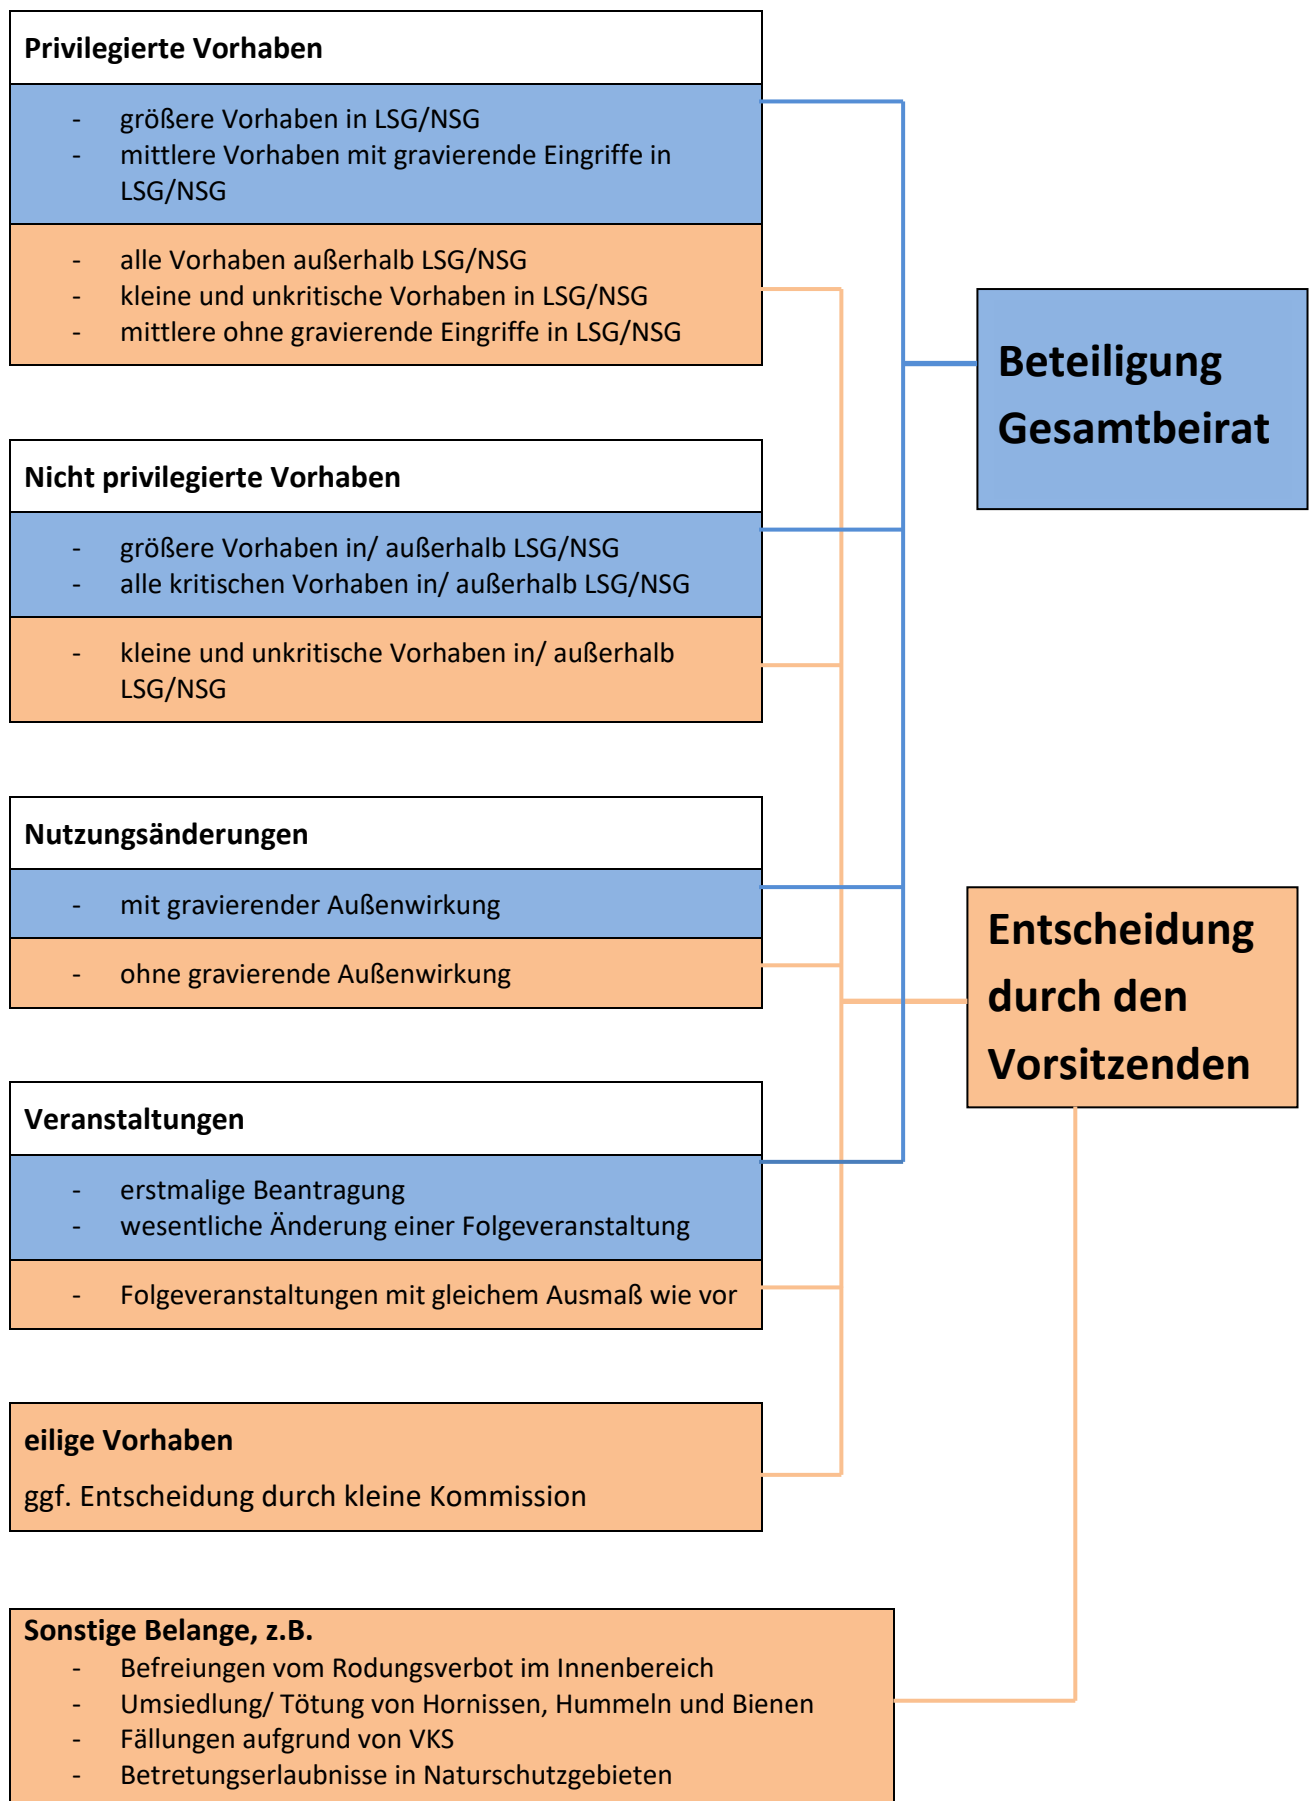 Privilegierte Vorhaben
- größere Vorhaben in LSG/NSG
- mittlere Vorhaben mit gravierende Eingriffe in
LSG/NSG
- alle Vorhaben außerhalb LSG/NSG
- kleine und unkritische Vorhaben in LSG/NSG
- mittlere ohne gravierende Eingriffe in LSG/NSG
Beteiligung
Gesamtbeirat
Nicht privilegierte Vorhaben
- größere Vorhaben in/ außerhalb LSG/NSG
- alle kritischen Vorhaben in/ außerhalb LSG/NSG
- kleine und unkritische Vorhaben in/ außerhalb
LSG/NSG
Nutzungsänderungen
- mit gravierender Außenwirkung
- ohne gravierende Außenwirkung
Entscheidung
durch den
Vorsitzenden
Veranstaltungen
- erstmalige Beantragung
- wesentliche Änderung einer Folgeveranstaltung
- Folgeveranstaltungen mit gleichem Ausmaß wie vor
eilige Vorhaben
ggf. Entscheidung durch kleine Kommission
Sonstige Belange, z.B.
- Befreiungen vom Rodungsverbot im Innenbereich
- Umsiedlung/ Tötung von Hornissen, Hummeln und Bienen
- Fällungen aufgrund von VKS
- Betretungserlaubnisse in Naturschutzgebieten